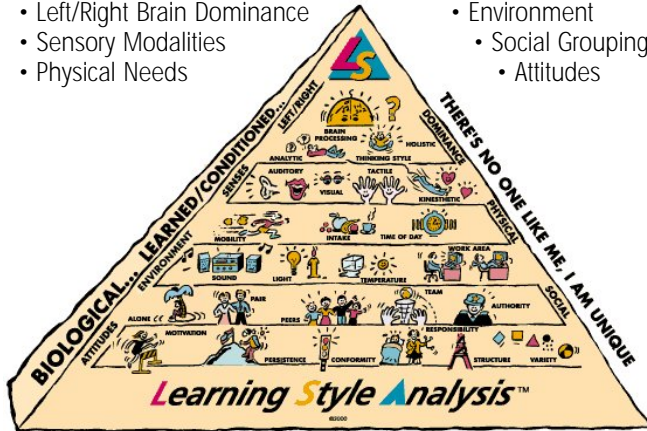 • Left/Right Brain Dominance
• Sensory Modalities
• Physical Needs
• Environment
• Social Grouping
• Attitudes
LS
BIOLOGICAL... LEARNED/CONDITIONED...
THERE'S NO ONE LIKE ME, I AM UNIQUE
LEFT/RIGHT
DOMINANCE
?
BRAIN
PROCESSING
ANALYTIC
THINKING STYLE
HOLISTIC
SENSES
AUDITORY
VISUAL
TACTILE
KINESTHETIC
PHYSICAL
MOBILITY
INTAKE
TIME OF DAY
ENVIRONMENT
SOUND
LIGHT
TEMPERATURE
WORK AREA
SOCIAL
ALONE
PAIR
PEERS
TEAM
AUTHORITY
ATTITUDES
MOTIVATION
PERSISTENCE
CONFORMITY
RESPONSIBILITY
STRUCTURE
VARIETY
Learning Style Analysis™